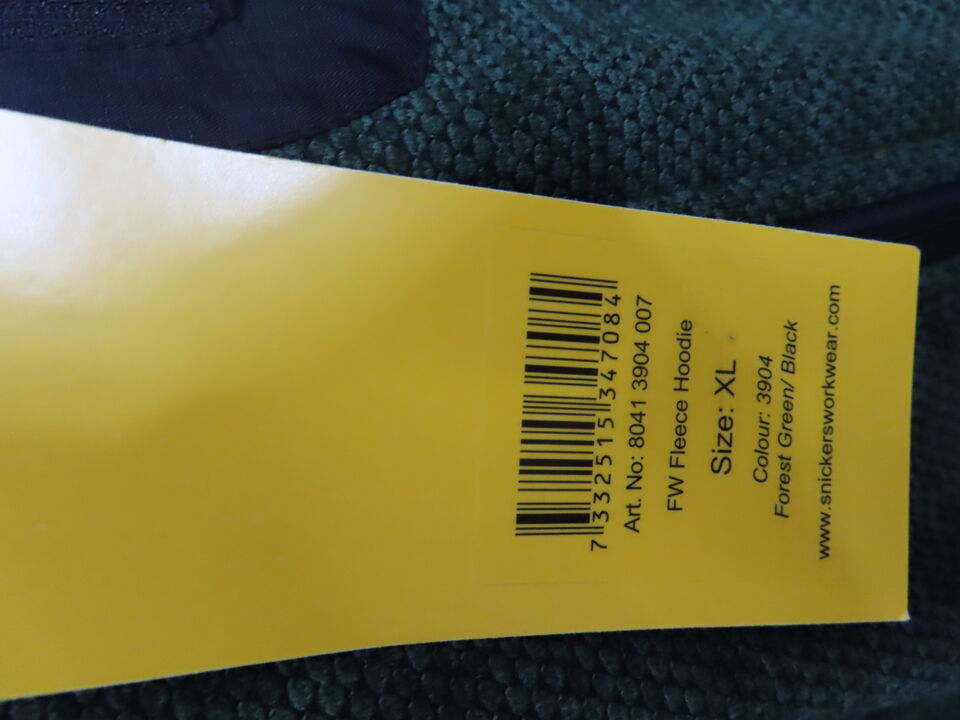 7 332515 347084
Art. No: 8041 3904 007
FW Fleece Hoodie
Size: XL
Colour: 3904
Forest Green/ Black
www.snickersworkwear.com